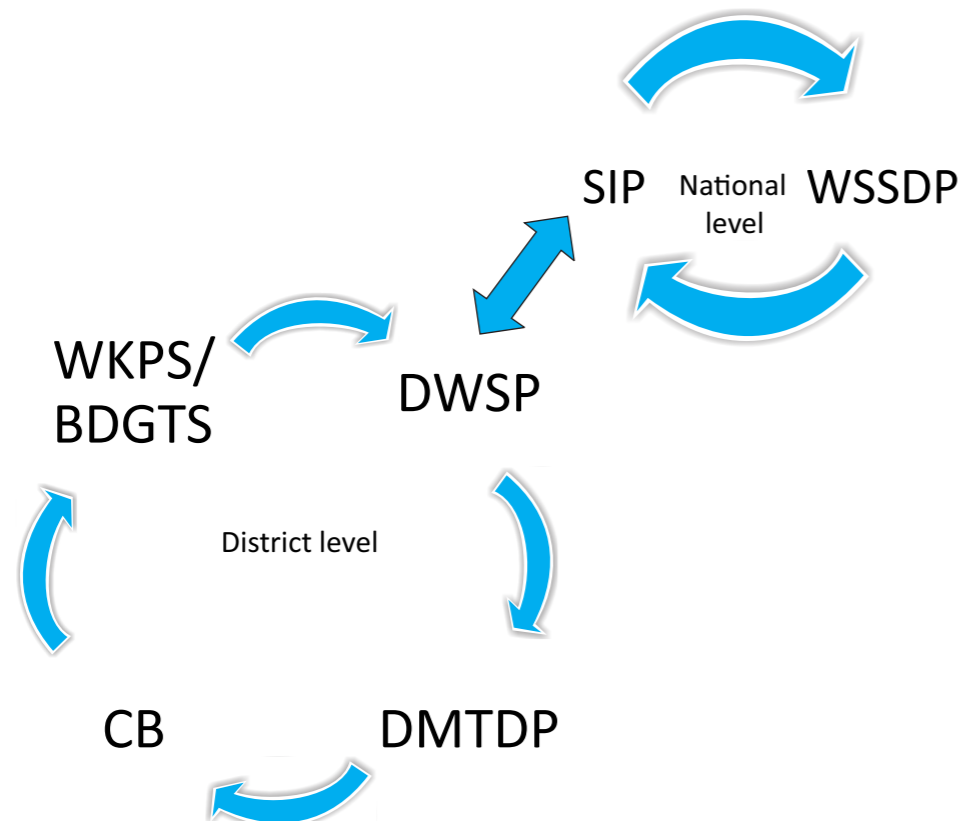 SIP
National
level
WSSDP
WKPS/
BDGTS
DWSP
District level
CB
DMTDP